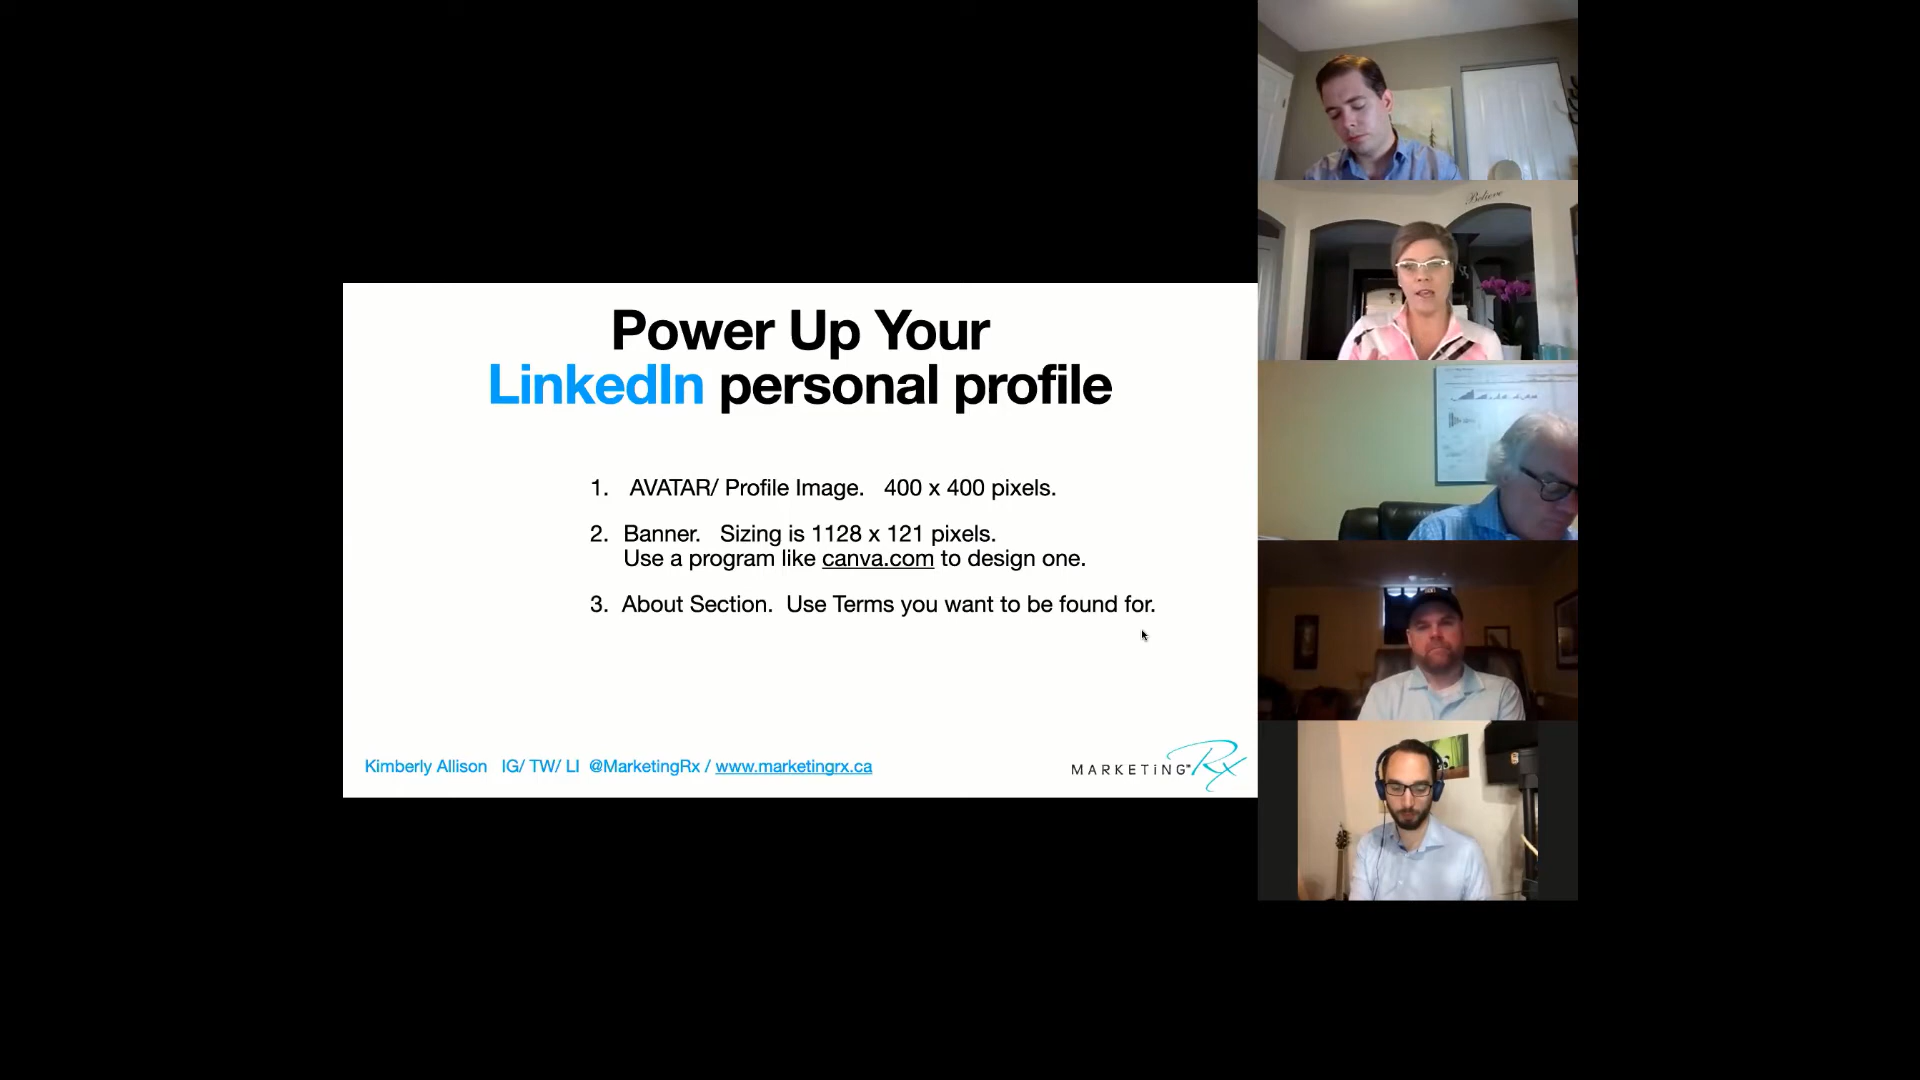 Power Up Your
LinkedIn personal profile
1. AVATAR/ Profile Image. 400 x 400 pixels.
2. Banner. Sizing is 1128 x 121 pixels.
Use a program like canva.com to design one.
3. About Section. Use Terms you want to be found for.
Kimberly Allison IG/ TW/ LI @MarketingRx / www.marketingrx.ca
MARKETiNG Rx
Believe